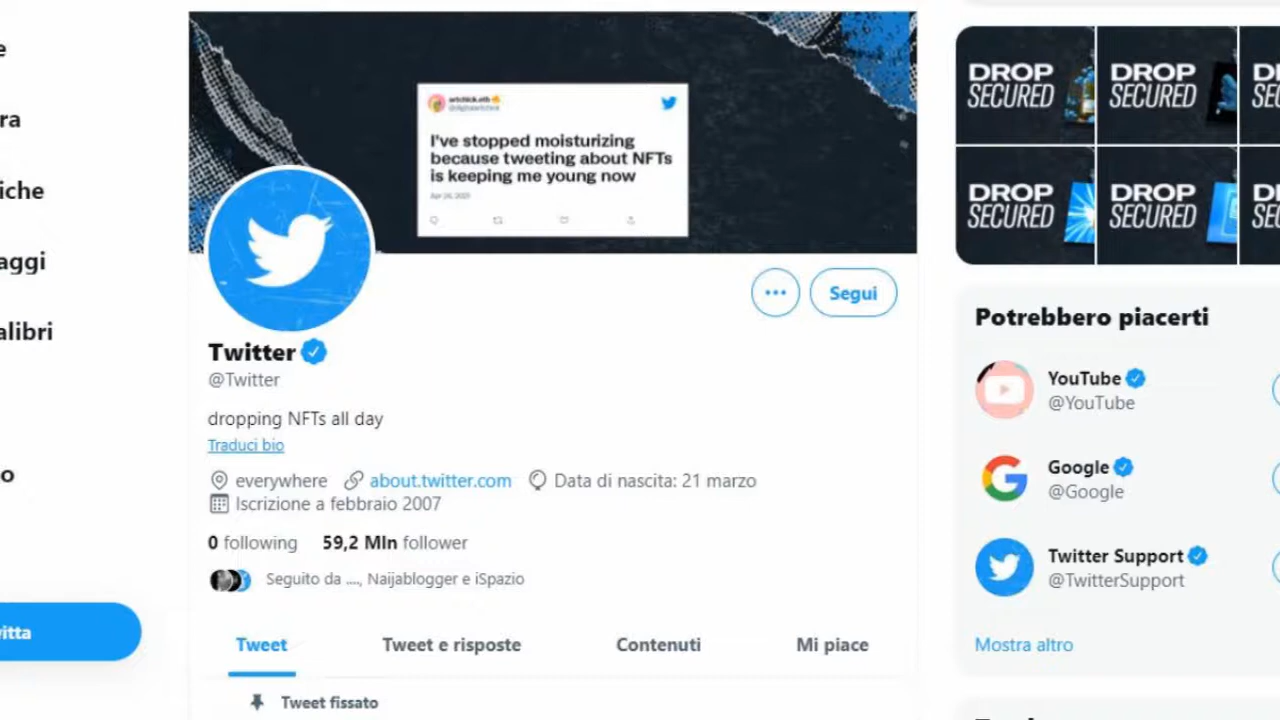 e
ra
iche
aggi
alibri
o
itta
artchick.eth
@digitalartchick
I've stopped moisturizing
because tweeting about NFTs
is keeping me young now
Segui
Twitter
@Twitter
dropping NFTs all day
Traduci bio
everywhere about.twitter.com Data di nascita: 21 marzo
Iscrizione a febbraio 2007
0 following 59,2 Mln follower
Seguito da ...., Naijablogger e iSpazio
Tweet Tweet e risposte Contenuti Mi piace
Tweet fissato
DROP
SECURED
DROP
SECURED
DROP
SECURED
DROP
SECURED
Potrebbero piacerti
YouTube
@YouTube
Google
@Google
Twitter Support
@TwitterSupport
Mostra altro